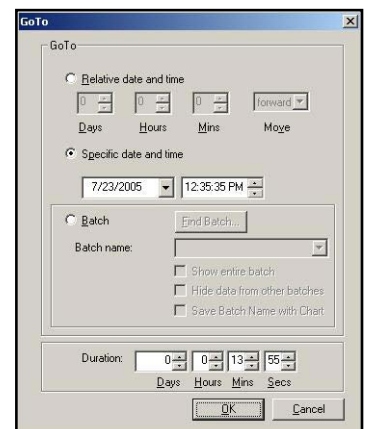 GoTo
GoTo
Relative date and time
0 0 0 forward
Days Hours Mins Move
Specific date and time
7/23/2005 12:35:35 PM
Batch Find Batch...
Batch name:
Show entire batch
Hide data from other batches
Save Batch Name with Chart
Duration: 0 0 13 55
Days Hours Mins Secs
OK Cancel